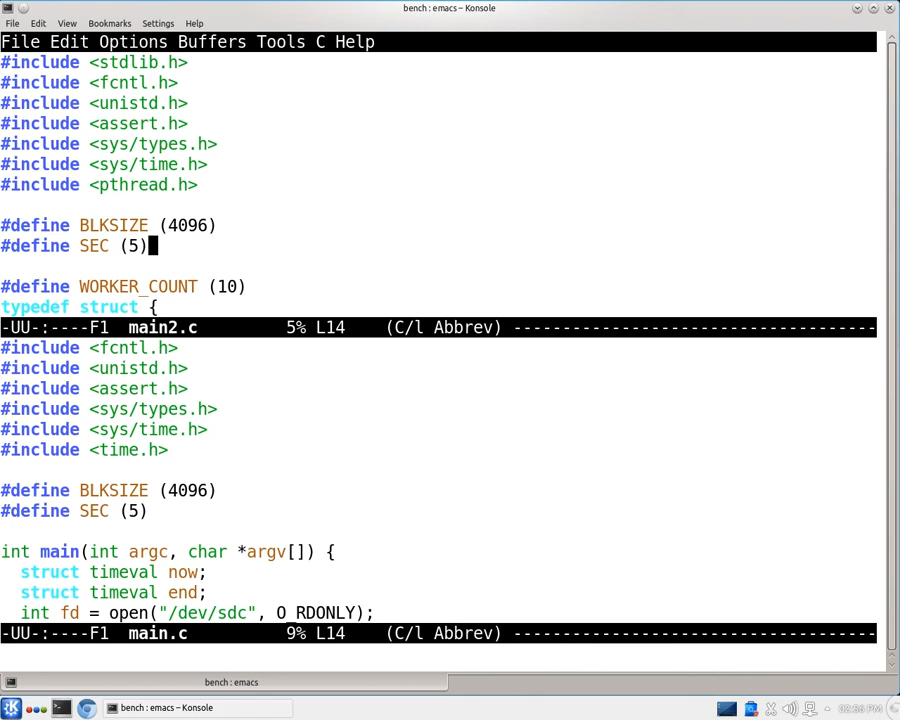 bench : emacs – Konsole
File Edit View Bookmarks Settings Help
File Edit Options Buffers Tools C Help
#include <stdlib.h>
#include <fcntl.h>
#include <unistd.h>
#include <assert.h>
#include <sys/types.h>
#include <sys/time.h>
#include <pthread.h>
#define BLKSIZE (4096)
#define SEC (5)
#define WORKER_COUNT (10)
typedef struct {
-UU-:----F1  main2.c         5% L14    (C/l Abbrev) -------------------------------------
#include <fcntl.h>
#include <unistd.h>
#include <assert.h>
#include <sys/types.h>
#include <sys/time.h>
#include <time.h>
#define BLKSIZE (4096)
#define SEC (5)
int main(int argc, char *argv[]) {
  struct timeval now;
  struct timeval end;
  int fd = open("/dev/sdc", O_RDONLY);
-UU-:----F1  main.c          9% L14    (C/l Abbrev) -------------------------------------
bench : emacs
bench : emacs – Konsole
02:56 PM